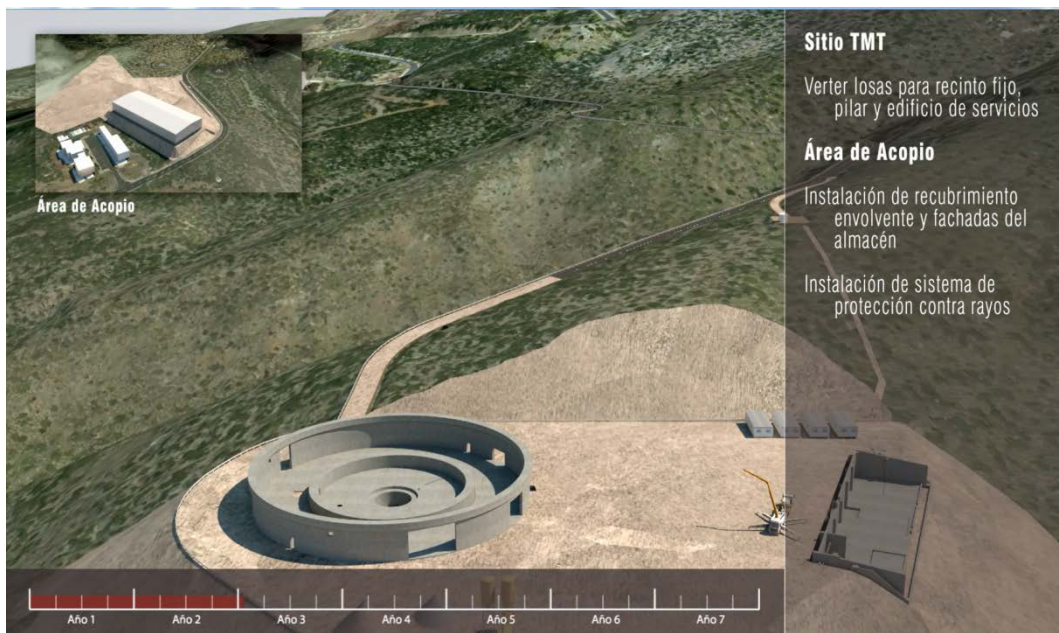 Área de Acopio
Sitio TMT
Verter losas para recinto fijo,
pilar y edificio de servicios
Área de Acopio
Instalación de recubrimiento
envolvente y fachadas del
almacén
Instalación de sistema de
protección contra rayos
Año 1 Año 2 Año 3 Año 4 Año 5 Año 6 Año 7